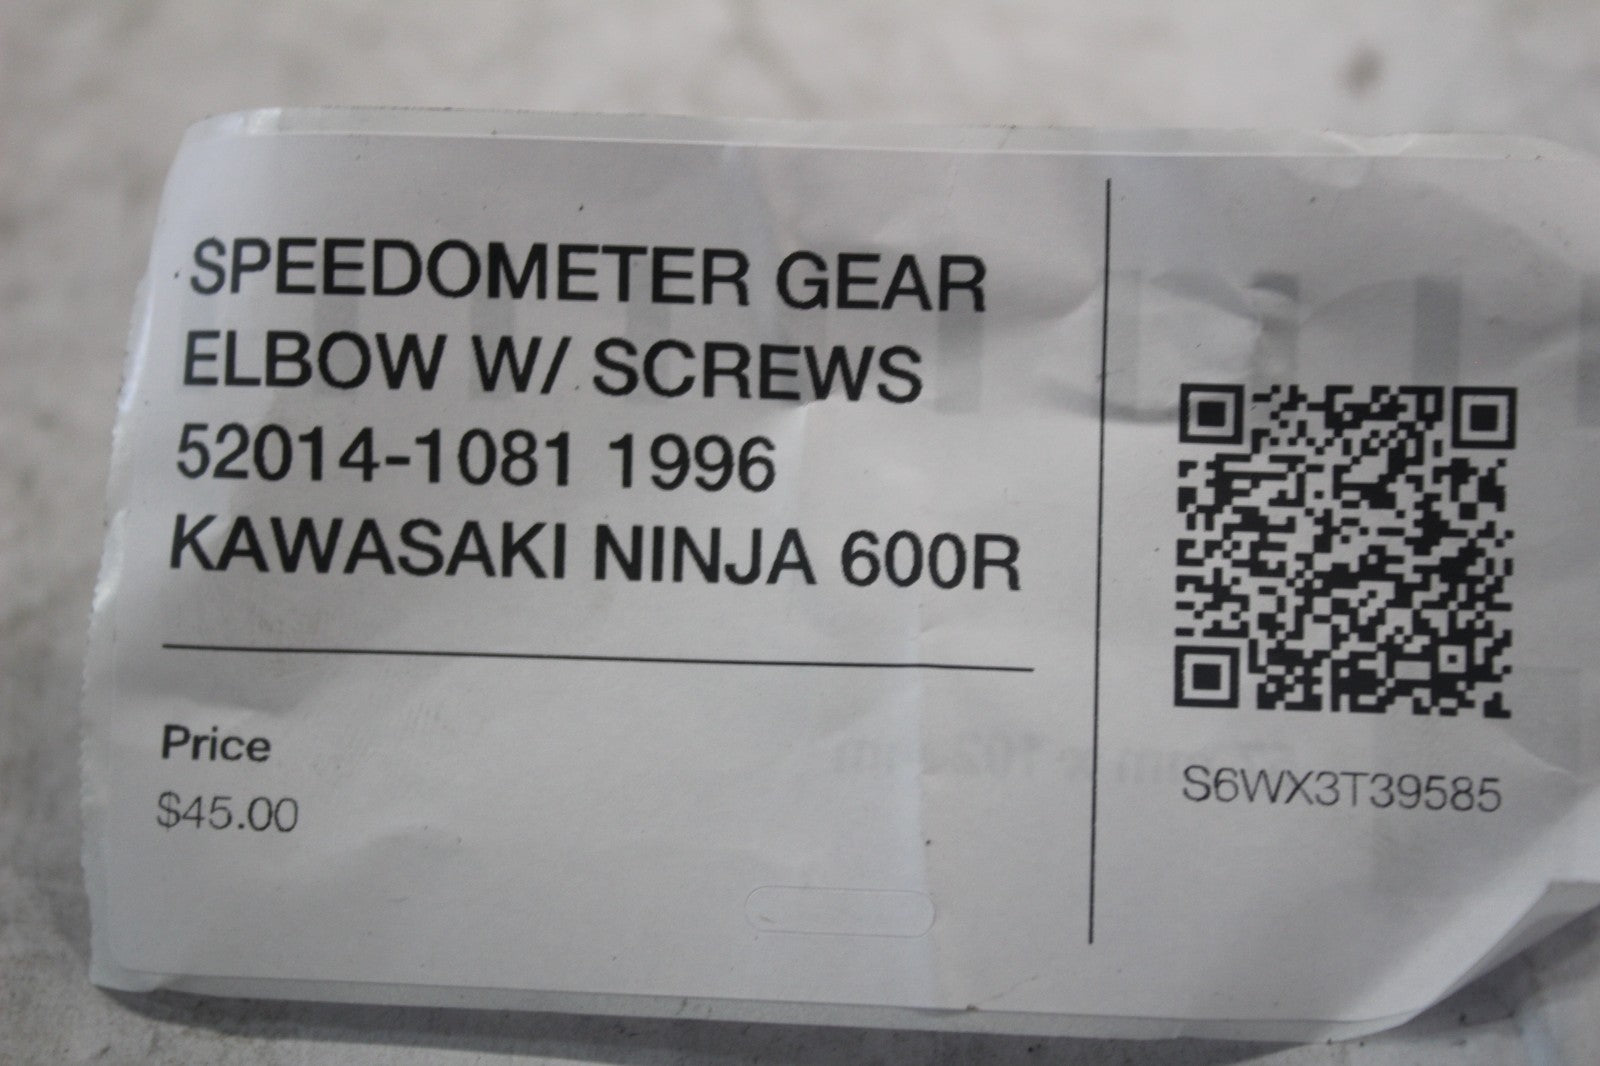 SPEEDOMETER GEAR
ELBOW W/ SCREWS
52014-1081 1996
KAWASAKI NINJA 600R
Price
$45.00
S6WX3T39585